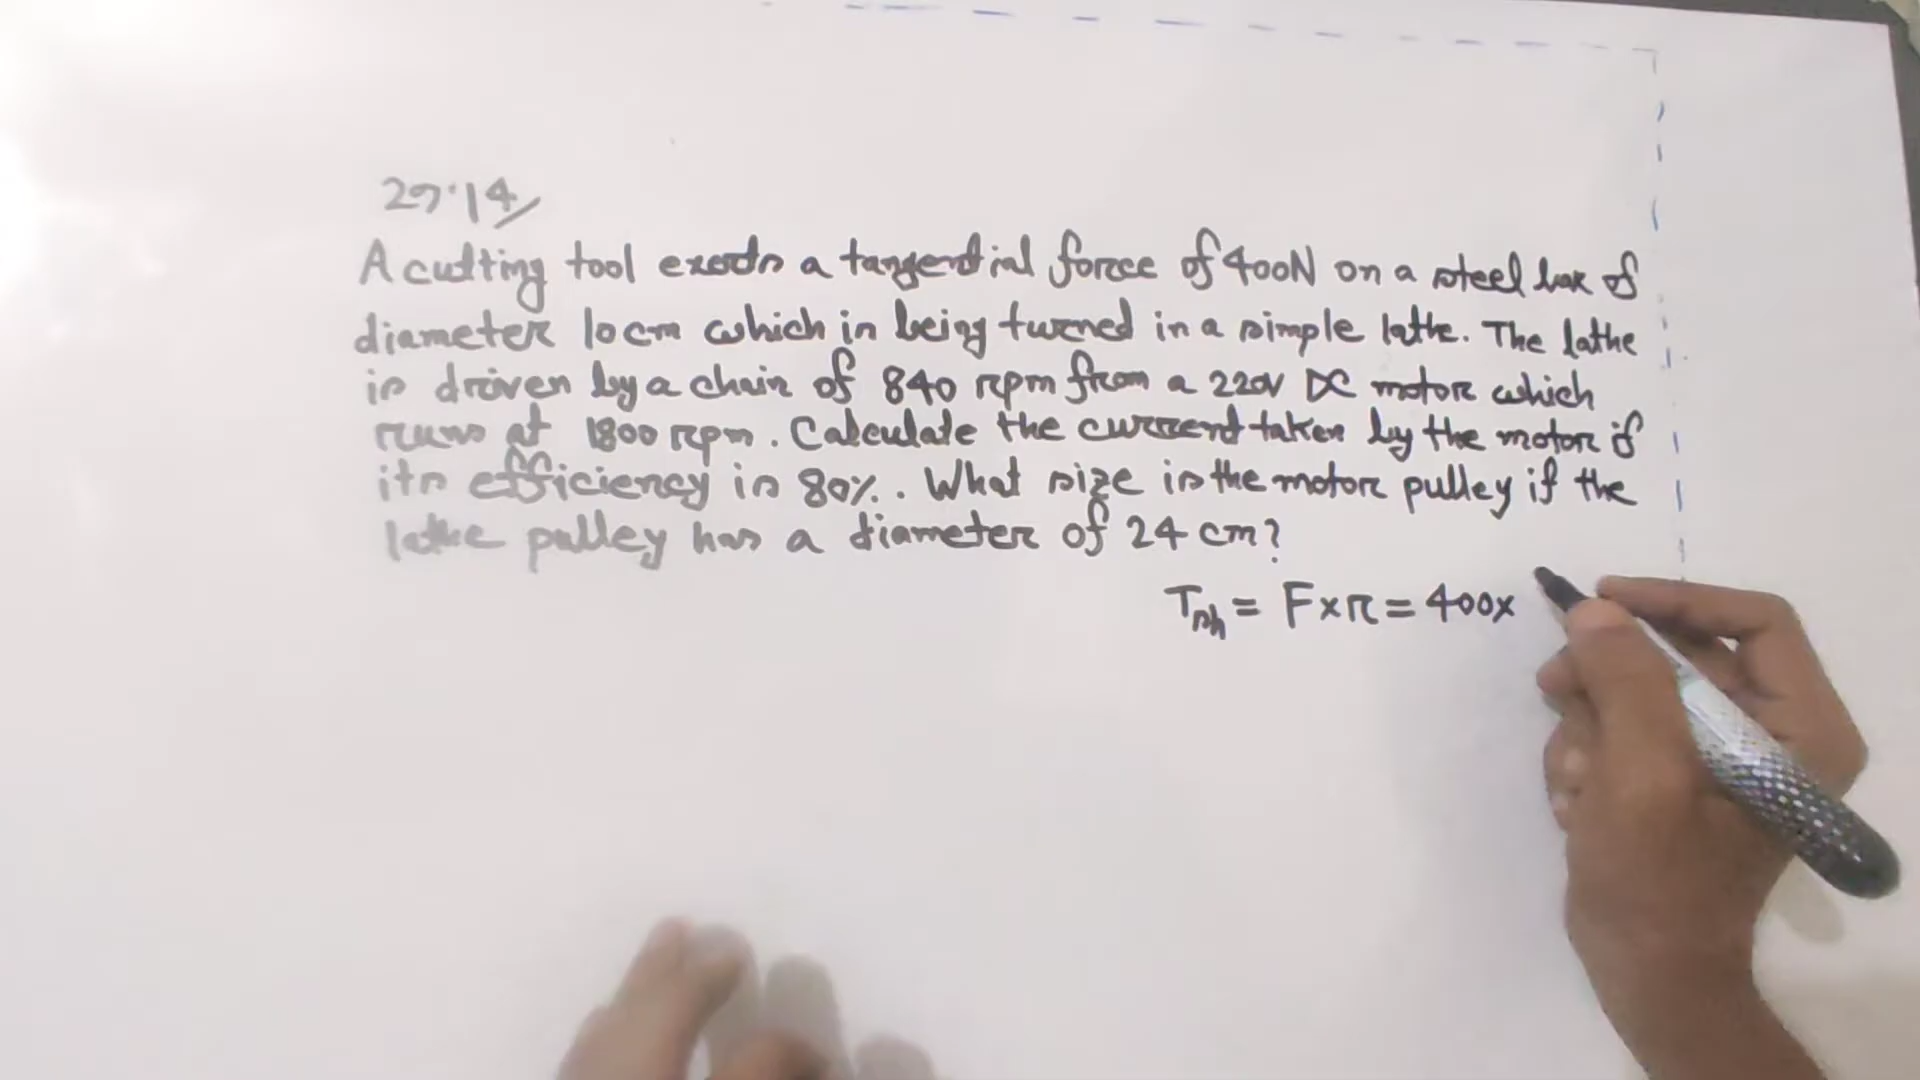 29.14/
A cutting tool exerts a tangential force of 400N on a steel bar of
diameter 10cm which is being turned in a simple lathe. The lathe
is driven by a chain of 840 rpm from a 220V DC motor which
runs at 1800 rpm. Calculate the current taken by the motor if
its efficiency is 80%. What size is the motor pulley if the
lathe pulley has a diameter of 24 cm?
Tsh = F×r = 400×